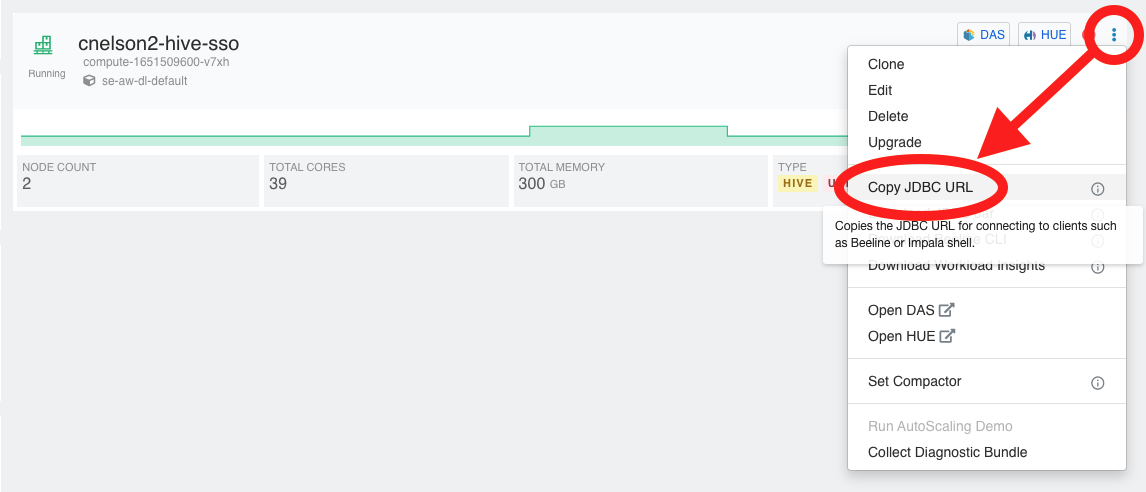 cnelson2-hive-sso
compute-1651509600-v7xh
se-aw-dl-default
Running
DAS
HUE
NODE COUNT
2
TOTAL CORES
39
TOTAL MEMORY
300 GB
TYPE
HIVE
Clone
Edit
Delete
Upgrade
Copy JDBC URL
Copies the JDBC URL for connecting to clients such
as Beeline or Impala shell.
Download Workload Insights
Open DAS
Open HUE
Set Compactor
Run AutoScaling Demo
Collect Diagnostic Bundle